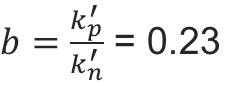 b = k′p / k′n = 0.23